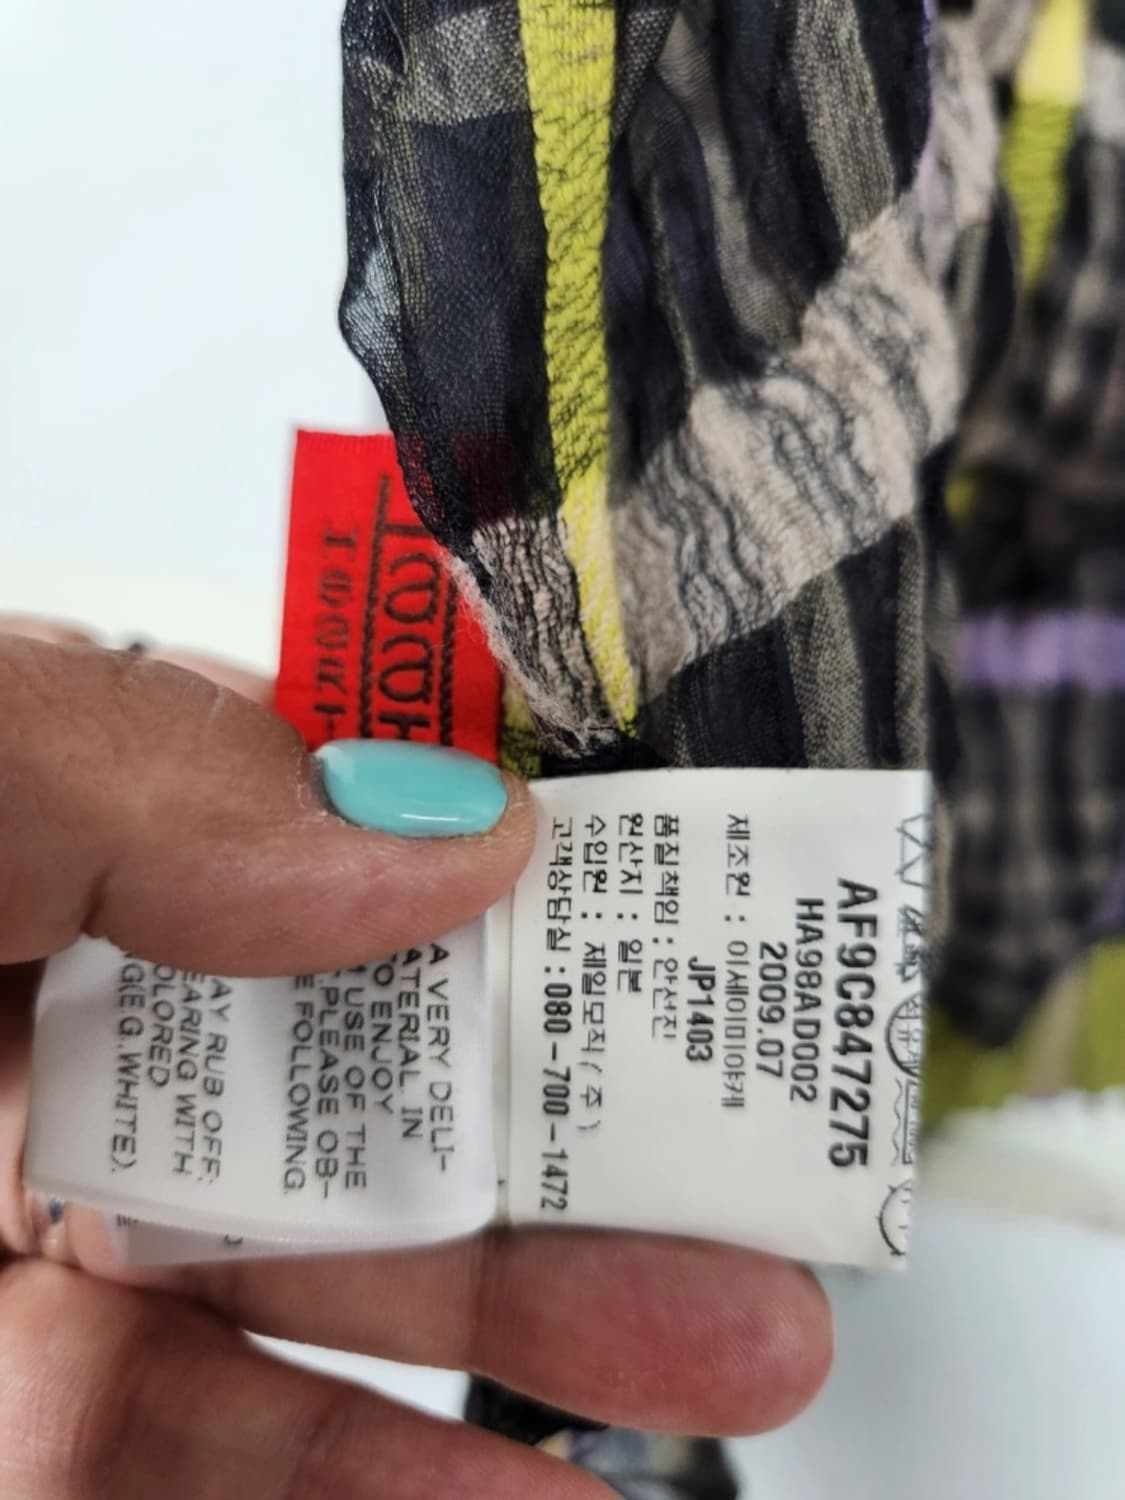 AF9C847275
HA98AD002
2009.07
제조원 : 이세이미야케
JP1403
품질책임 : 안선진
원산지 : 일본
수입원 : 제일모직 ( 주 )
고객상담실 : 080-700-1472
A VERY DELI-
ATERIAL. IN
TO ENJOY
USE OF THE
PLEASE OB-
E FOLLOWING
AY RUB OFF
EARING WITH
OLORED
G(E.G.WHITE).